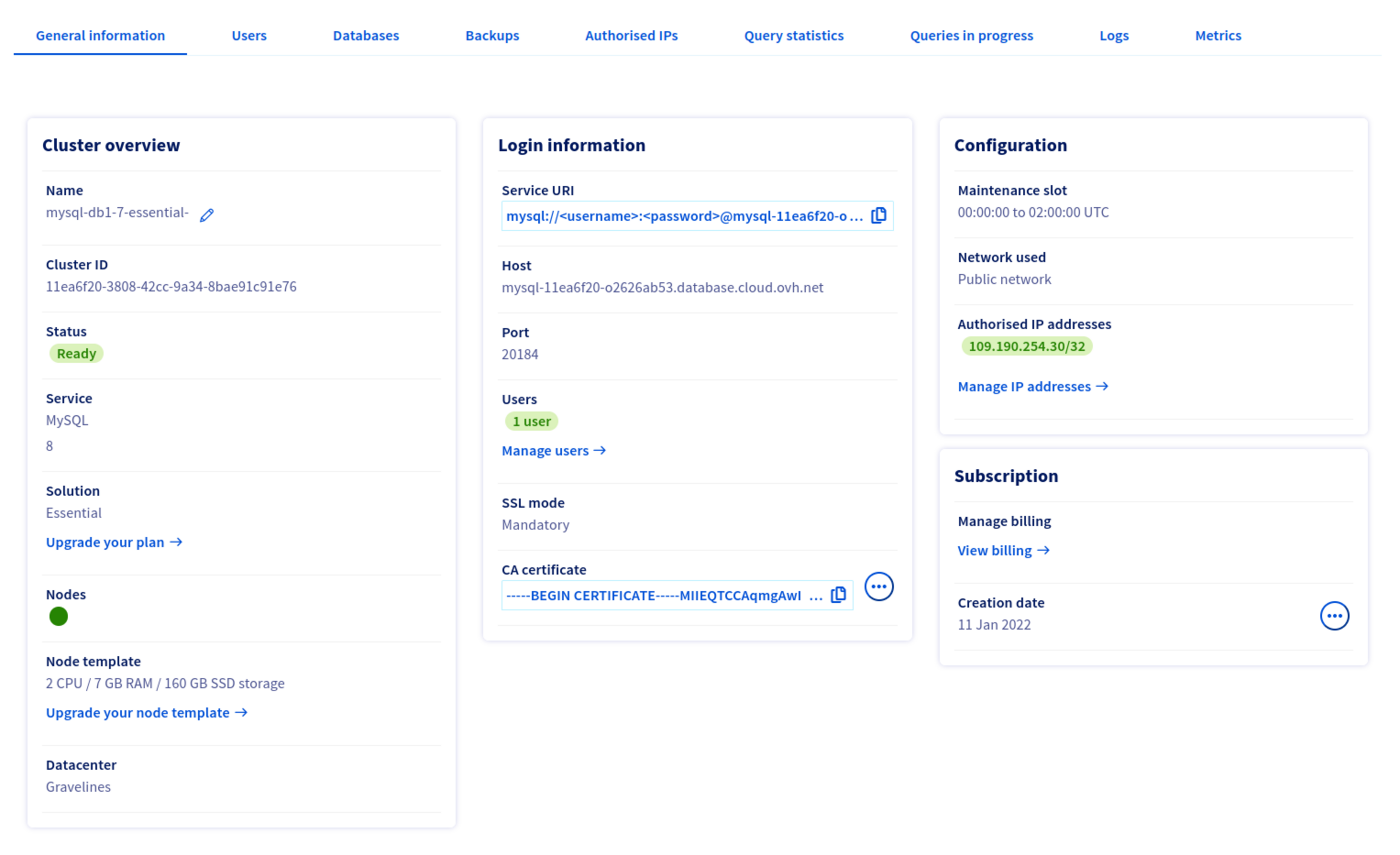 General information Users Databases Backups Authorised IPs Query statistics Queries in progress Logs Metrics
Cluster overview
Name
mysql-db1-7-essential-
Cluster ID
11ea6f20-3808-42cc-9a34-8bae91c91e76
Status
Ready
Service
MySQL
8
Solution
Essential
Upgrade your plan →
Nodes
Node template
2 CPU / 7 GB RAM / 160 GB SSD storage
Upgrade your node template →
Datacenter
Gravelines
Login information
Service URI
mysql://<username>:<password>@mysql-11ea6f20-o ...
Host
mysql-11ea6f20-o2626ab53.database.cloud.ovh.net
Port
20184
Users
1 user
Manage users →
SSL mode
Mandatory
CA certificate
-----BEGIN CERTIFICATE-----MIIEQTCCAqmgAwI ...
Configuration
Maintenance slot
00:00:00 to 02:00:00 UTC
Network used
Public network
Authorised IP addresses
109.190.254.30/32
Manage IP addresses →
Subscription
Manage billing
View billing →
Creation date
11 Jan 2022